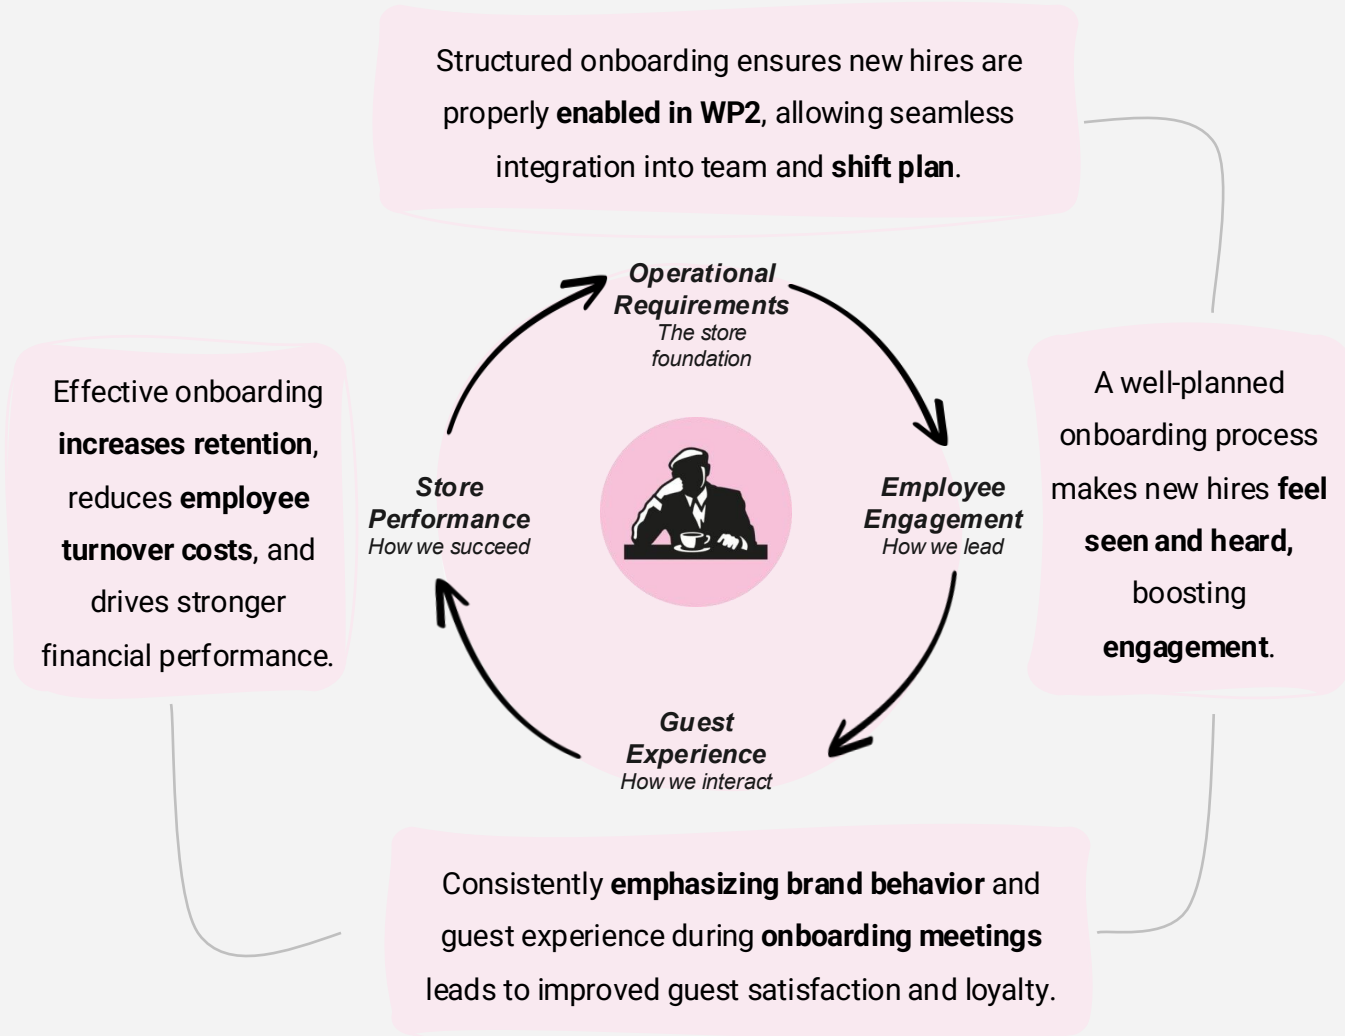 Structured onboarding ensures new hires are
properly enabled in WP2, allowing seamless
integration into team and shift plan.
Operational
Requirements
The store
foundation
Effective onboarding
increases retention,
reduces employee
turnover costs, and
drives stronger
financial performance.
Store
Performance
How we succeed
Employee
Engagement
How we lead
A well-planned
onboarding process
makes new hires feel
seen and heard,
boosting
engagement.
Guest
Experience
How we interact
Consistently emphasizing brand behavior and
guest experience during onboarding meetings
leads to improved guest satisfaction and loyalty.